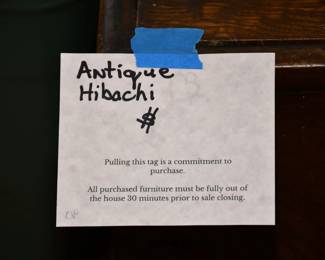 Antique
Hibachi
$
Pulling this tag is a commitment to
purchase.
All purchased furniture must be fully out of
the house 30 minutes prior to sale closing.